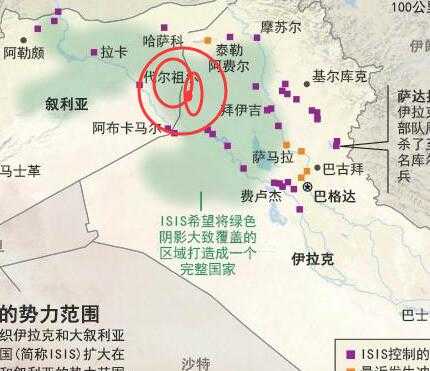 100公
摩苏尔
哈萨科
泰勒
阿费尔
阿勒颇
拉卡
代尔祖尔
基尔库克
叙利亚
拜伊吉
阿布卡马尔
萨达
伊拉克
部队
杀了
名库
兵
萨马拉
巴古拜
马士革
费卢杰
巴格达
ISIS希望将绿色
阴影大致覆盖的
区域打造成一个
完整国家
伊拉克
的势力范围
织伊拉克和大叙利亚
国(简称ISIS)扩大在
巴士
沙特
ISIS控制的